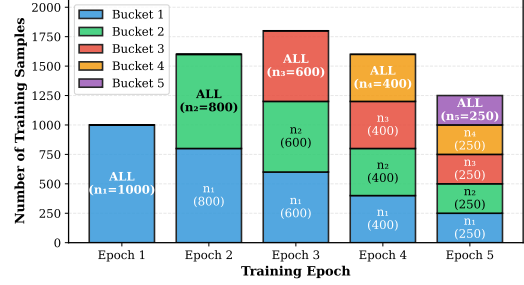 2000
1750
1500
1250
1000
750
500
250
0
Number of Training Samples
Bucket 1
Bucket 2
Bucket 3
Bucket 4
Bucket 5
ALL
(n₁=1000)
ALL
(n₂=800)
n₁
(800)
ALL
(n₃=600)
n₂
(600)
n₁
(600)
ALL
(n₄=400)
n₃
(400)
n₂
(400)
n₁
(400)
ALL
(n₅=250)
n₄
(250)
n₃
(250)
n₂
(250)
n₁
(250)
Epoch 1
Epoch 2
Epoch 3
Epoch 4
Epoch 5
Training Epoch